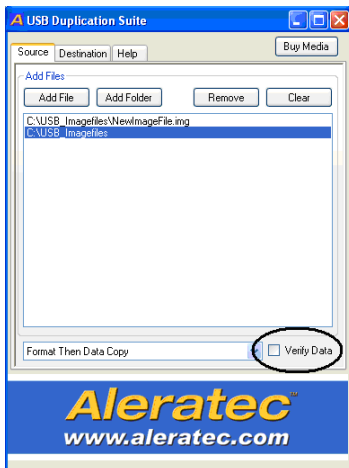 A USB Duplication Suite
Source Destination Help Buy Media
Add Files
Add File Add Folder Remove Clear
C:\USB_Imagefiles\NewImageFile.img
C:\USB_Imagefiles
Format Then Data Copy Verify Data
Aleratec™
www.aleratec.com